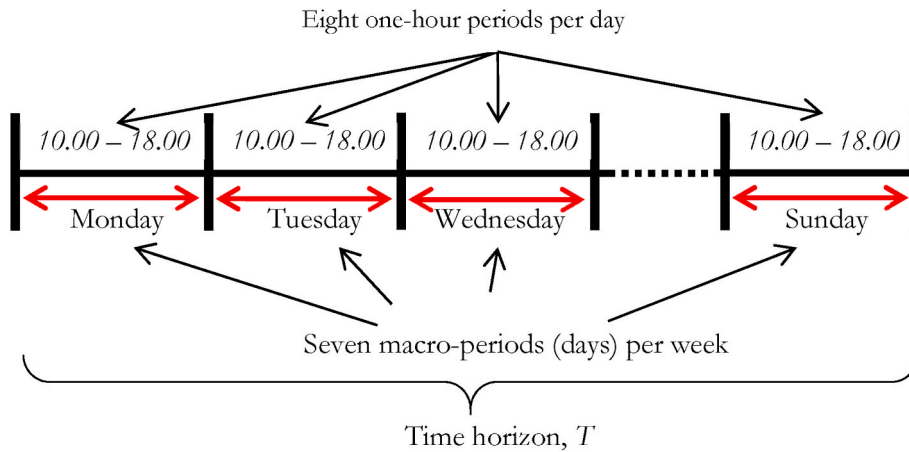 Eight one-hour periods per day
10.00 – 18.00 10.00 – 18.00 10.00 – 18.00 10.00 – 18.00
Monday Tuesday Wednesday Sunday
Seven macro-periods (days) per week
Time horizon, T